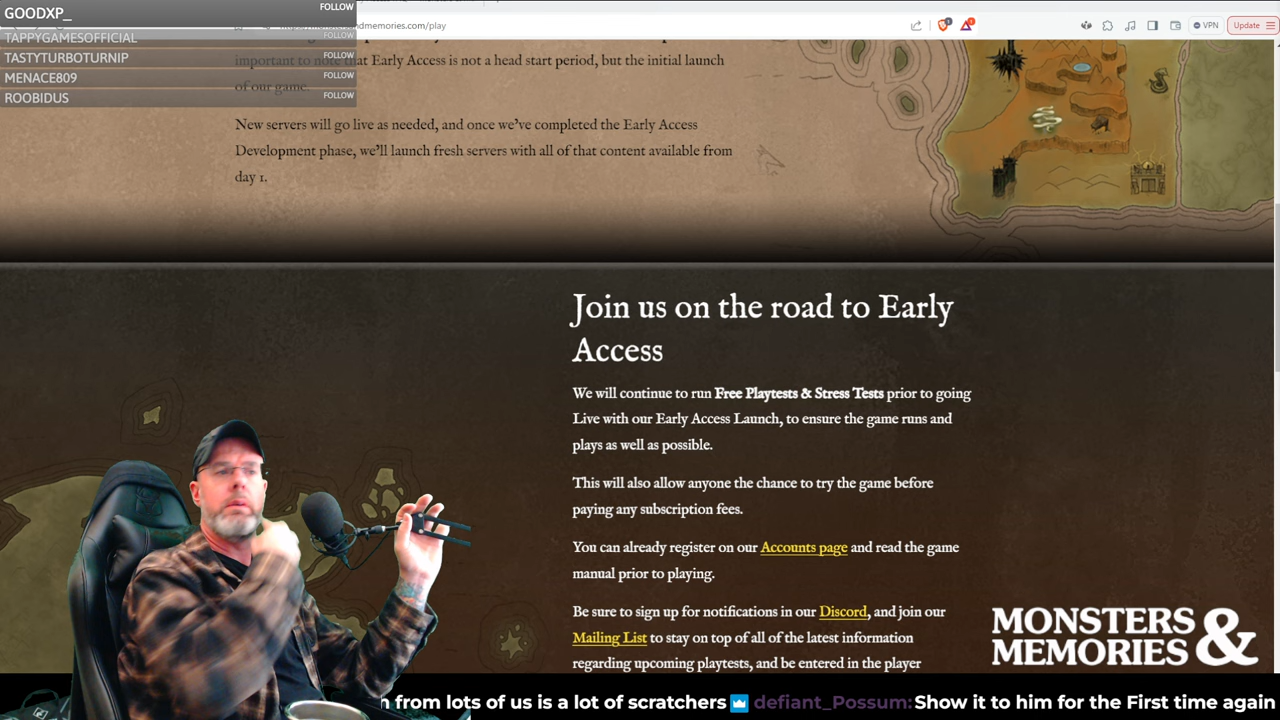 GOODXP_ FOLLOW
TAPPYGAMESOFFICIAL FOLLOW
TASTYTURBOTURNIP FOLLOW
MENACE809 FOLLOW
ROOBIDUS FOLLOW
ndmemories.com/play
VPN
Update
important to note that Early Access is not a head start period, but the initial launch
of our game.
New servers will go live as needed, and once we've completed the Early Access
Development phase, we'll launch fresh servers with all of that content available from
day 1.
Join us on the road to Early
Access
We will continue to run Free Playtests & Stress Tests prior to going
Live with our Early Access Launch, to ensure the game runs and
plays as well as possible.
This will also allow anyone the chance to try the game before
paying any subscription fees.
You can already register on our Accounts page and read the game
manual prior to playing.
Be sure to sign up for notifications in our Discord, and join our
Mailing List to stay on top of all of the latest information
regarding upcoming playtests, and be entered in the player
MONSTERS &
MEMORIES
from lots of us is a lot of scratchers defiant_Possum: Show it to him for the First time again